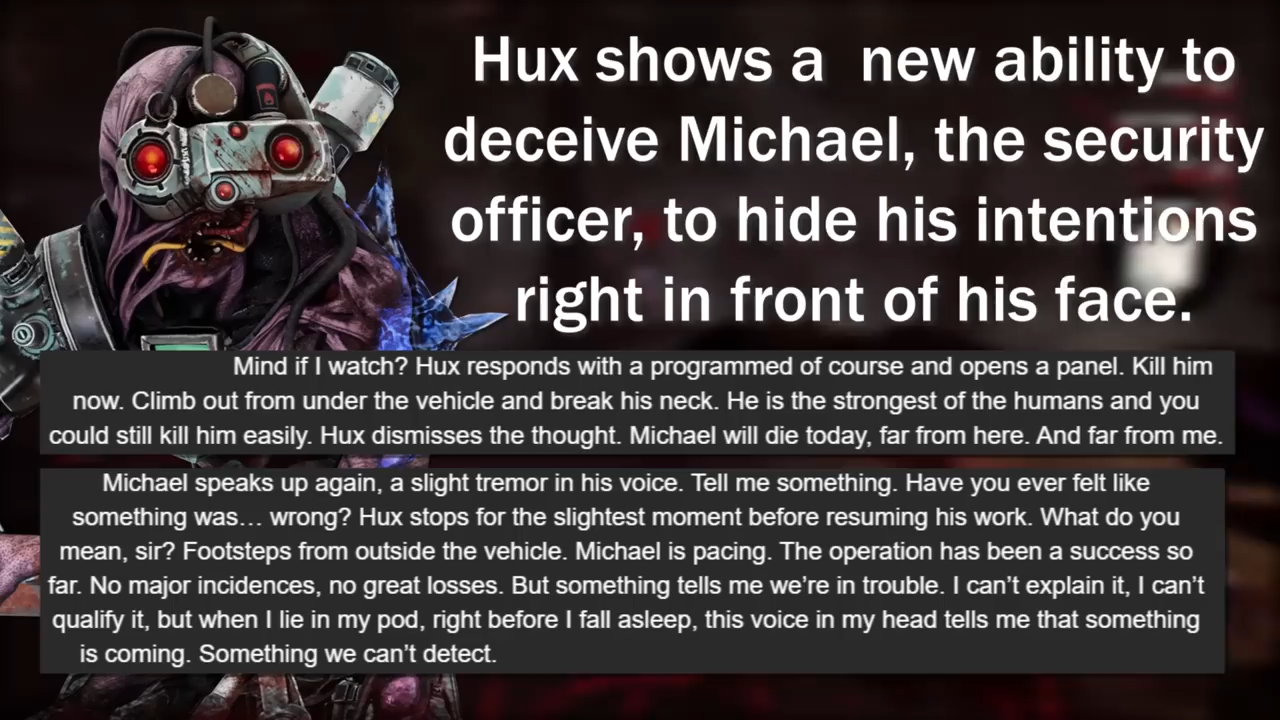 Hux shows a  new ability to
deceive Michael, the security
officer, to hide his intentions
right in front of his face.
Mind if I watch? Hux responds with a programmed of course and opens a panel. Kill him
now. Climb out from under the vehicle and break his neck. He is the strongest of the humans and you
could still kill him easily. Hux dismisses the thought. Michael will die today, far from here. And far from me.
Michael speaks up again, a slight tremor in his voice. Tell me something. Have you ever felt like
something was… wrong? Hux stops for the slightest moment before resuming his work. What do you
mean, sir? Footsteps from outside the vehicle. Michael is pacing. The operation has been a success so
far. No major incidences, no great losses. But something tells me we’re in trouble. I can’t explain it, I can’t
qualify it, but when I lie in my pod, right before I fall asleep, this voice in my head tells me that something
is coming. Something we can’t detect.